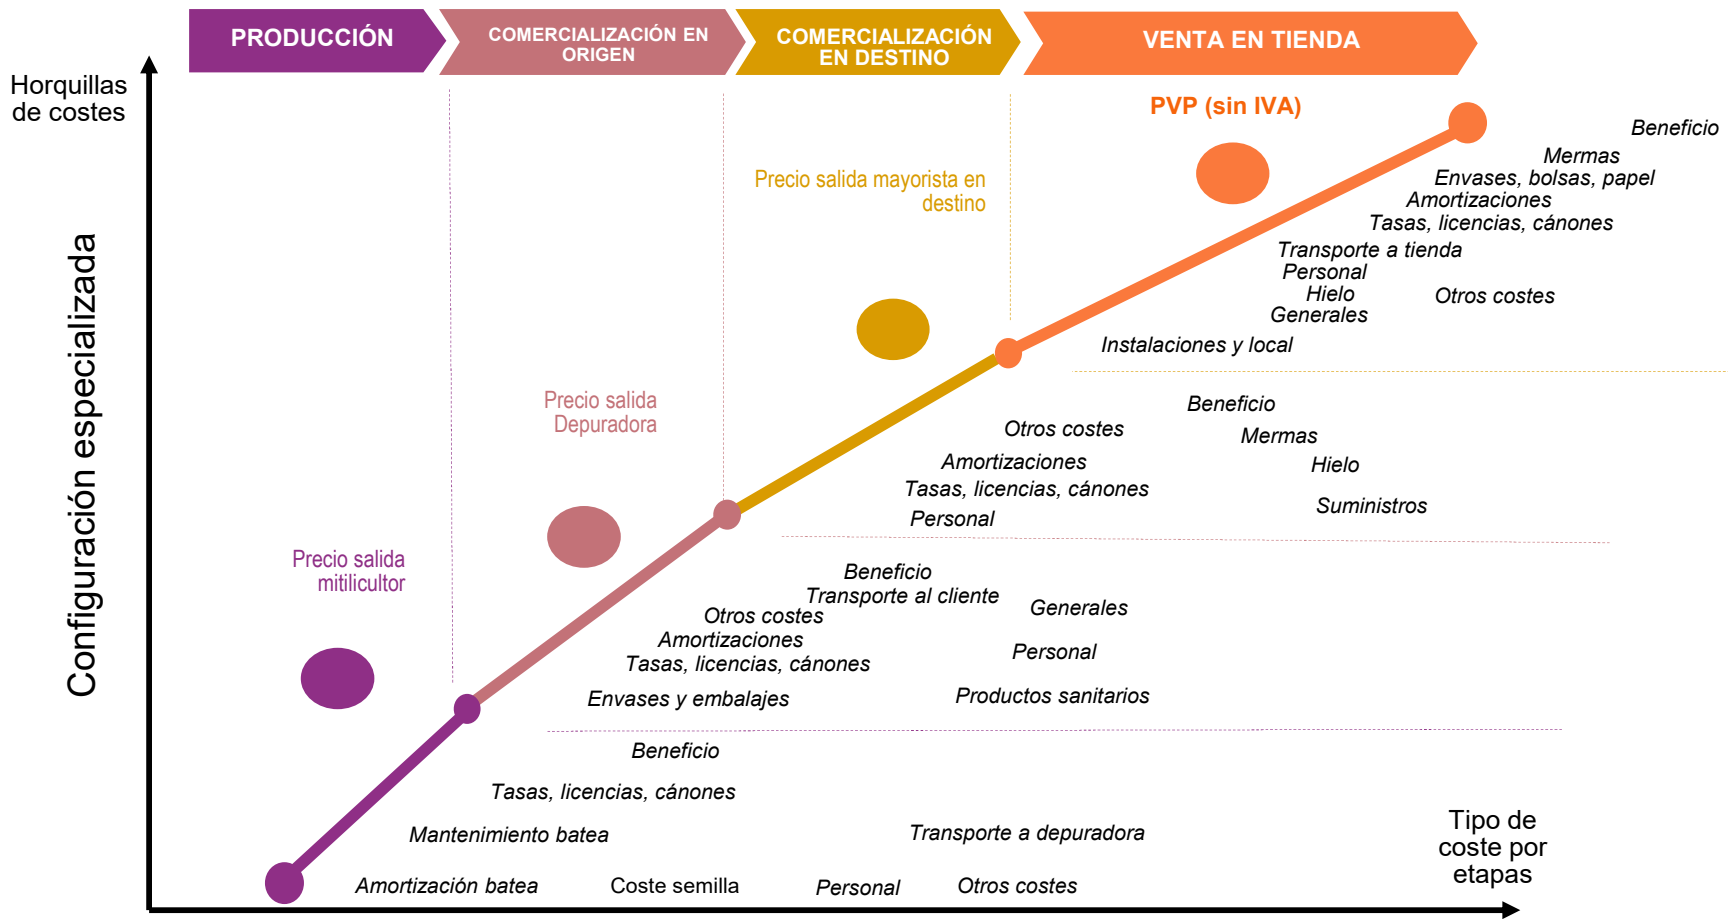 PRODUCCIÓN
COMERCIALIZACIÓN EN
ORIGEN
COMERCIALIZACIÓN
EN DESTINO
VENTA EN TIENDA
Horquillas
de costes
Configuración especializada
PVP (sin IVA)
Beneficio
Mermas
Envases, bolsas, papel
Amortizaciones
Tasas, licencias, cánones
Transporte a tienda
Personal
Hielo
Otros costes
Generales
Instalaciones y local
Precio salida mayorista en
destino
Beneficio
Otros costes
Mermas
Amortizaciones
Hielo
Tasas, licencias, cánones
Suministros
Personal
Precio salida
Depuradora
Beneficio
Transporte al cliente
Generales
Otros costes
Amortizaciones
Personal
Tasas, licencias, cánones
Envases y embalajes
Productos sanitarios
Precio salida
mitilicultor
Beneficio
Tasas, licencias, cánones
Mantenimiento batea
Transporte a depuradora
Amortización batea
Coste semilla
Personal
Otros costes
Tipo de
coste por
etapas